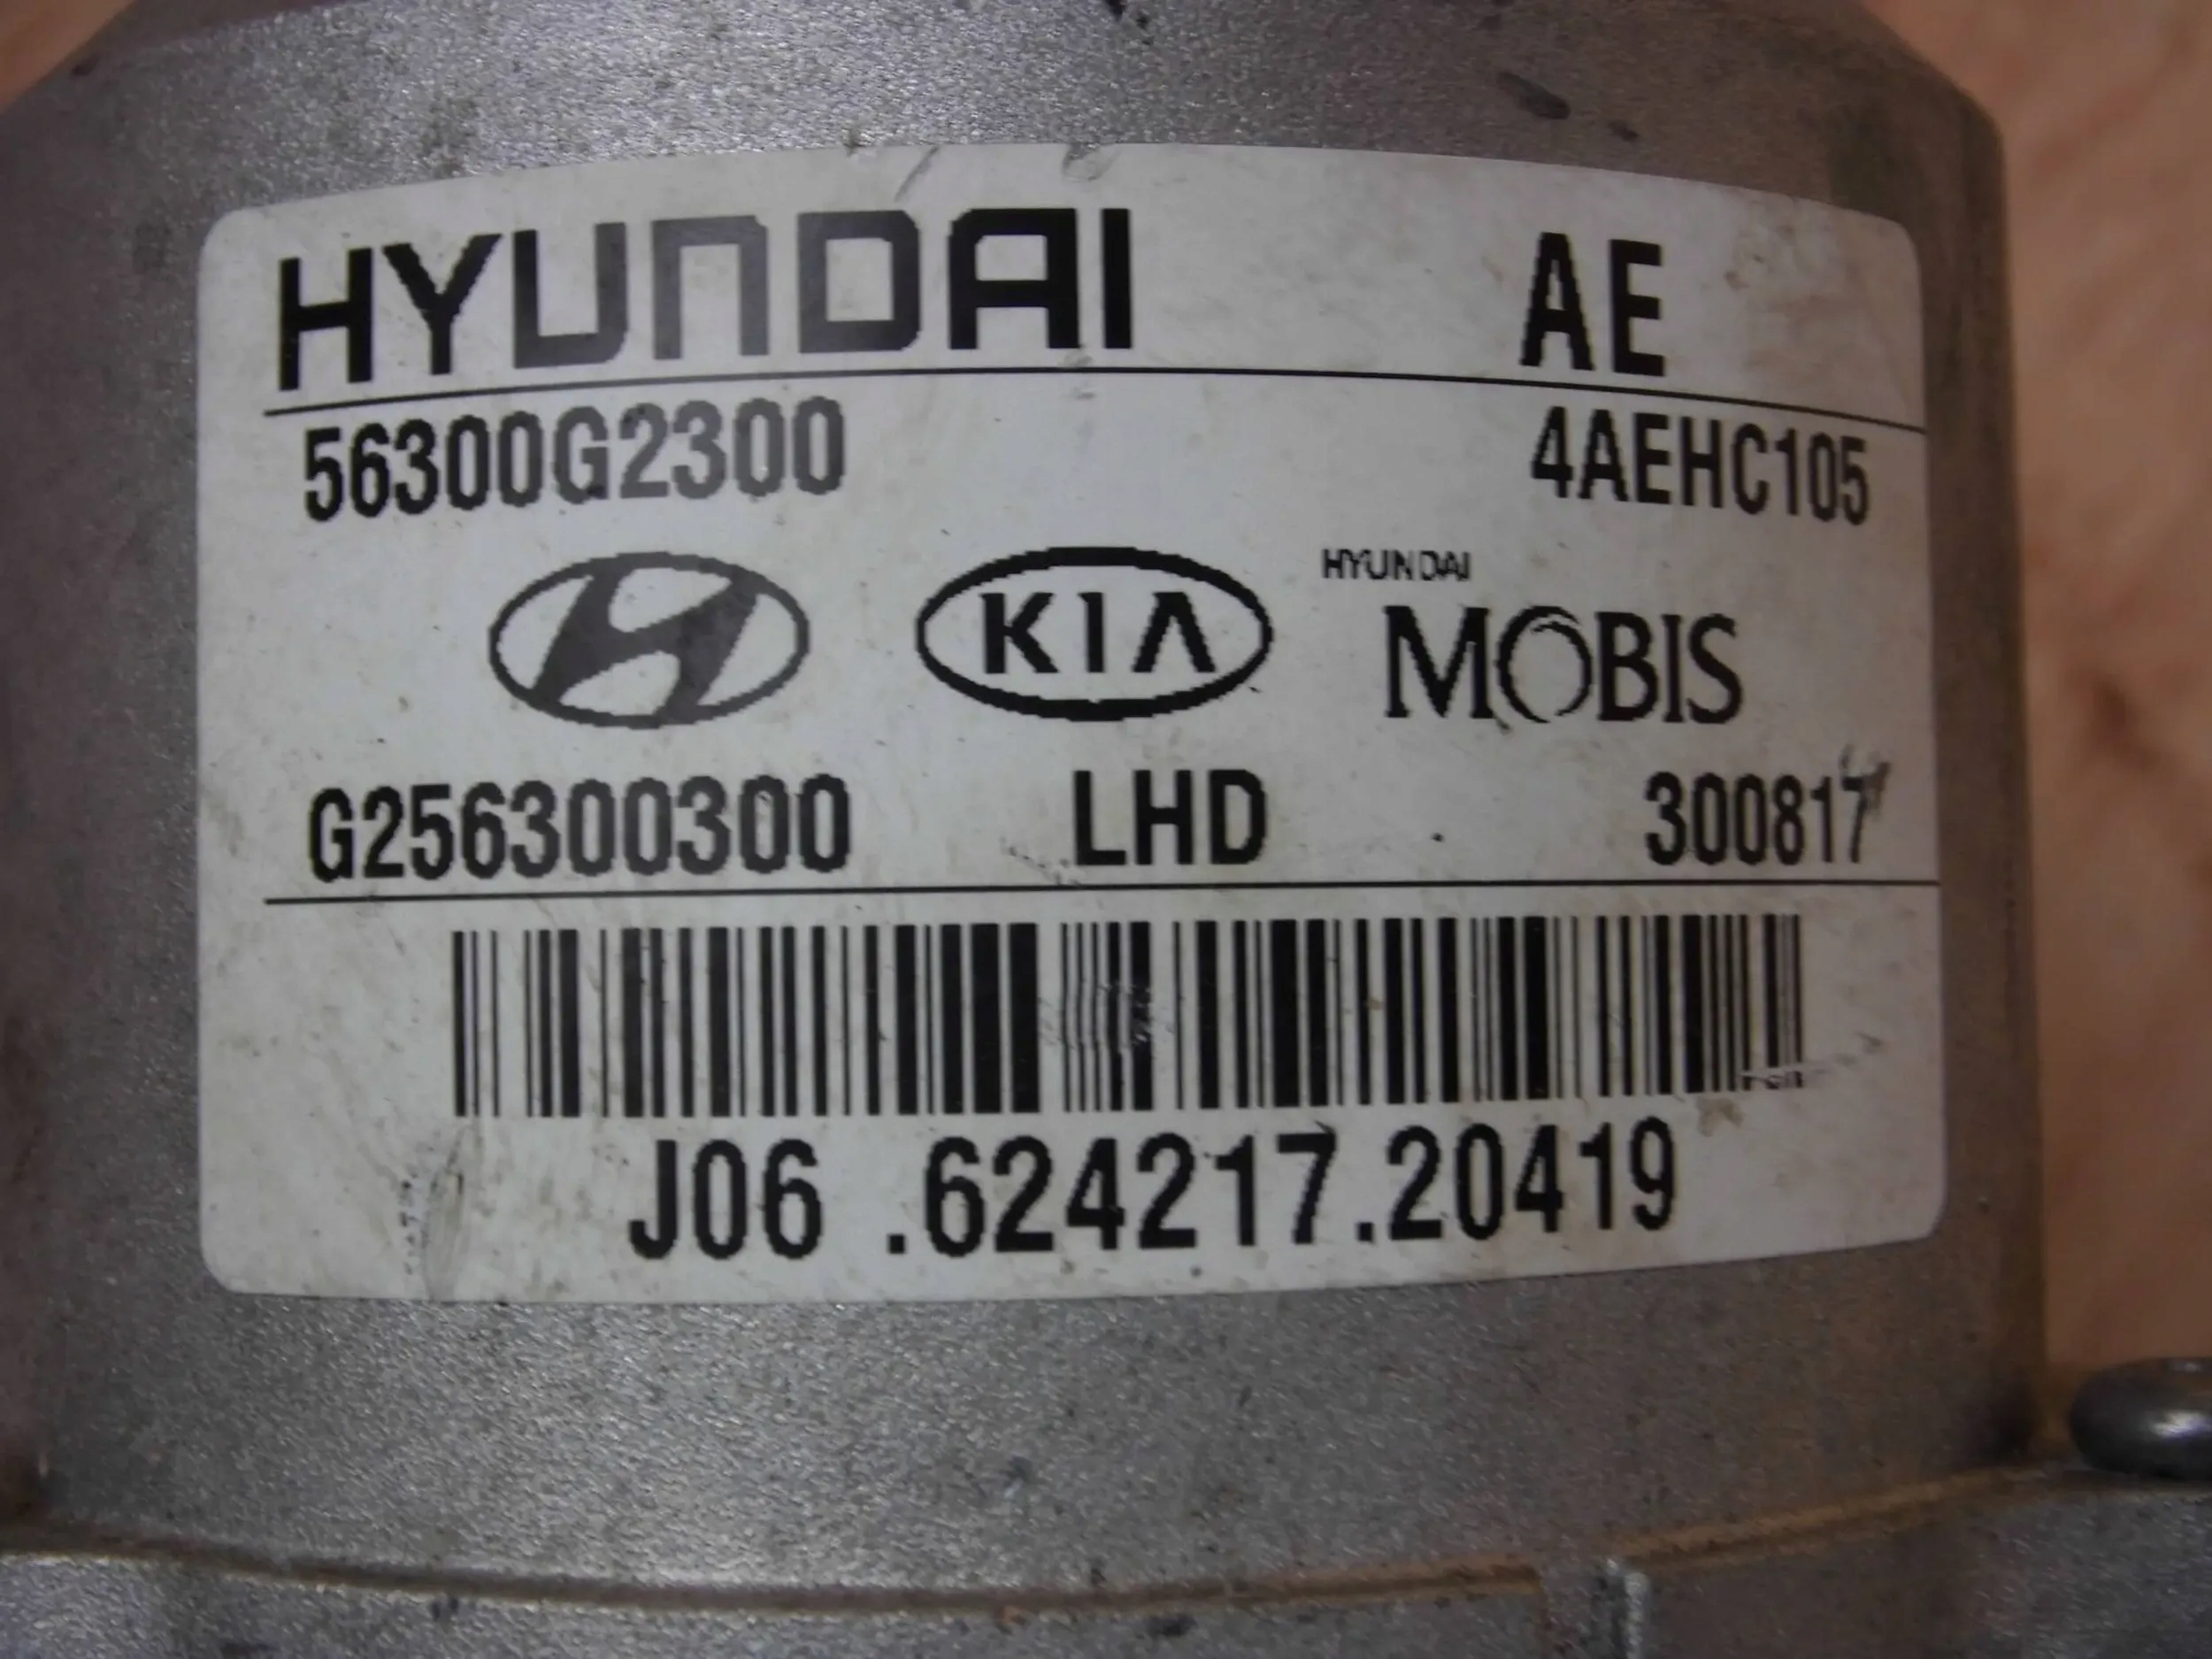 HYUNDAI AE
56300G2300 4AEHC105
KIA HYUNDAI
MOBIS
G256300300 LHD 300817
J06 .624217.20419